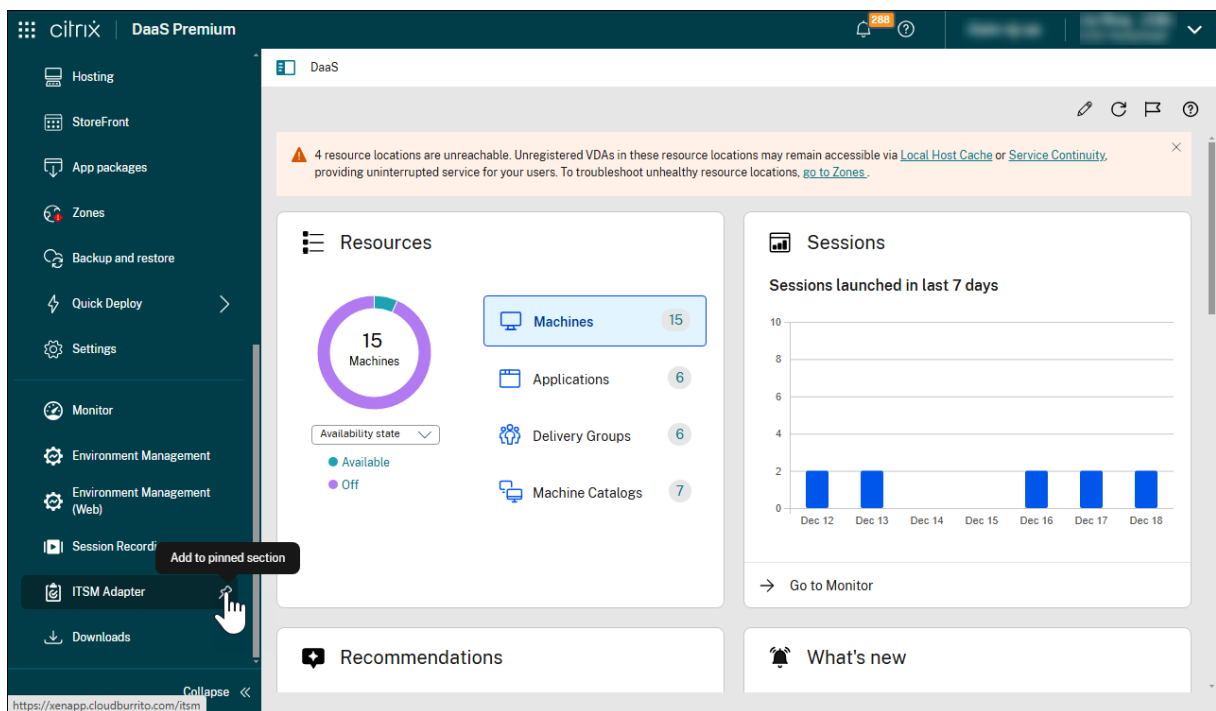 citrix DaaS Premium 288
Hosting
StoreFront
App packages
Zones
Backup and restore
Quick Deploy
Settings
Monitor
Environment Management
Environment Management
(Web)
Session Recordi
Add to pinned section
ITSM Adapter
Downloads
Collapse
https://xenapp.cloudburrito.com/itsm
DaaS
4 resource locations are unreachable. Unregistered VDAs in these resource locations may remain accessible via Local Host Cache or Service Continuity,
providing uninterrupted service for your users. To troubleshoot unhealthy resource locations, go to Zones .
Resources
15
Machines
Availability state
Available
Off
Machines 15
Applications 6
Delivery Groups 6
Machine Catalogs 7
Sessions
Sessions launched in last 7 days
10
8
6
4
2
0
Dec 12 Dec 13 Dec 14 Dec 15 Dec 16 Dec 17 Dec 18
Go to Monitor
Recommendations
What's new